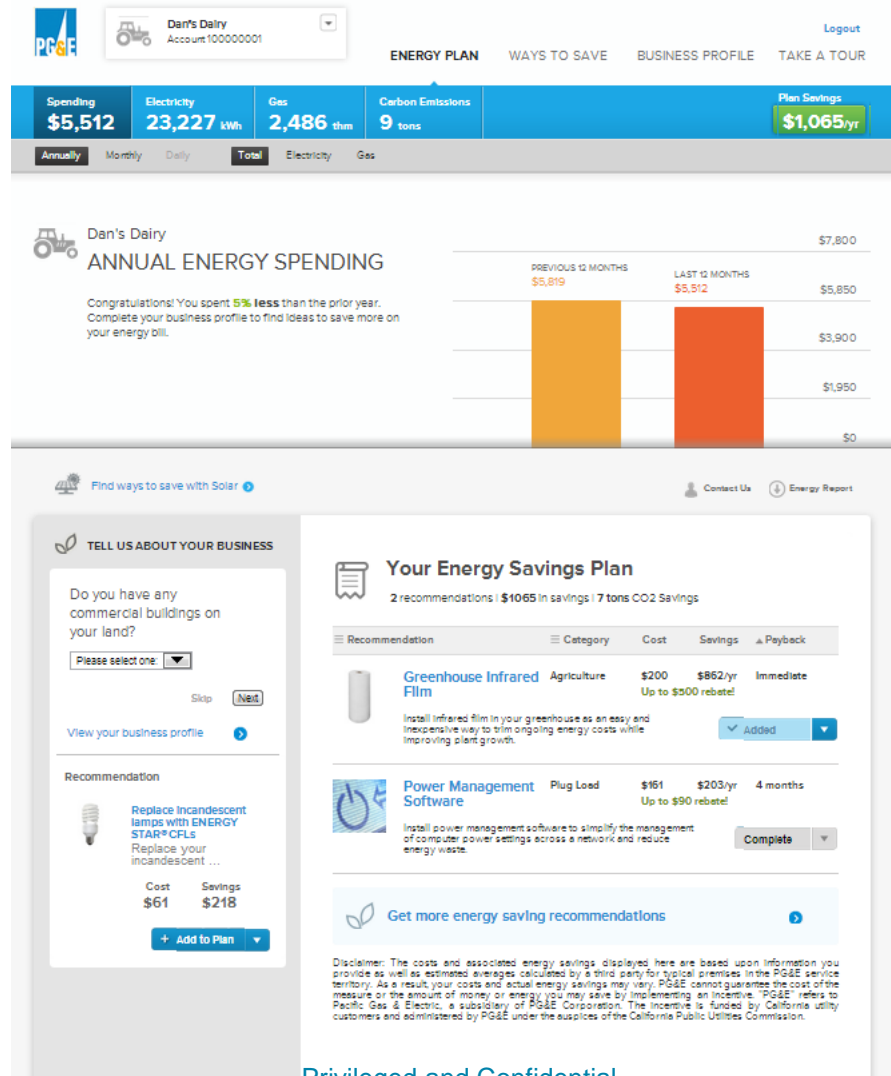 PG&E
Dan's Dairy
Account 100000001
Logout
ENERGY PLAN WAYS TO SAVE BUSINESS PROFILE TAKE A TOUR
Spending Electricity Gas Carbon Emissions Plan Savings
$5,512 23,227 kWh 2,486 thm 9 tons $1,065/yr
Annually Monthly Daily Total Electricity Gas
Dan's Dairy
ANNUAL ENERGY SPENDING
Congratulations! You spent 5% less than the prior year.
Complete your business profile to find ideas to save more on
your energy bill.
PREVIOUS 12 MONTHS
$5,819
LAST 12 MONTHS
$5,512
$7,800
$5,850
$3,900
$1,950
$0
Find ways to save with Solar
Contact Us Energy Report
TELL US ABOUT YOUR BUSINESS
Do you have any
commercial buildings on
your land?
Please select one:
Skip Next
View your business profile
Recommendation
Replace Incandescent
lamps with ENERGY
STAR® CFLs
Replace your
incandescent ...
Cost Savings
$61 $218
+ Add to Plan
Your Energy Savings Plan
2 recommendations | $1065 in savings | 7 tons CO2 Savings
Recommendation Category Cost Savings Payback
Greenhouse Infrared
Film
Agriculture $200 $862/yr Immediate
Up to $500 rebate!
Install infrared film in your greenhouse as an easy and
inexpensive way to trim ongoing energy costs while
improving plant growth.
Added
Power Management
Software
Plug Load $161 $203/yr 4 months
Up to $90 rebate!
Install power management software to simplify the management
of computer power settings across a network and reduce
energy waste.
Complete
Get more energy saving recommendations
Disclaimer: The costs and associated energy savings displayed here are based upon information you
provide as well as estimated averages calculated by a third party for typical premises in the PG&E service
territory. As a result, your costs and actual energy savings may vary. PG&E cannot guarantee the cost of the
measure or the amount of money or energy you may save by implementing an incentive. "PG&E" refers to
Pacific Gas & Electric, a subsidiary of PG&E Corporation. The incentive is funded by California utility
customers and administered by PG&E under the auspices of the California Public Utilities Commission.
Privileged and Confidential